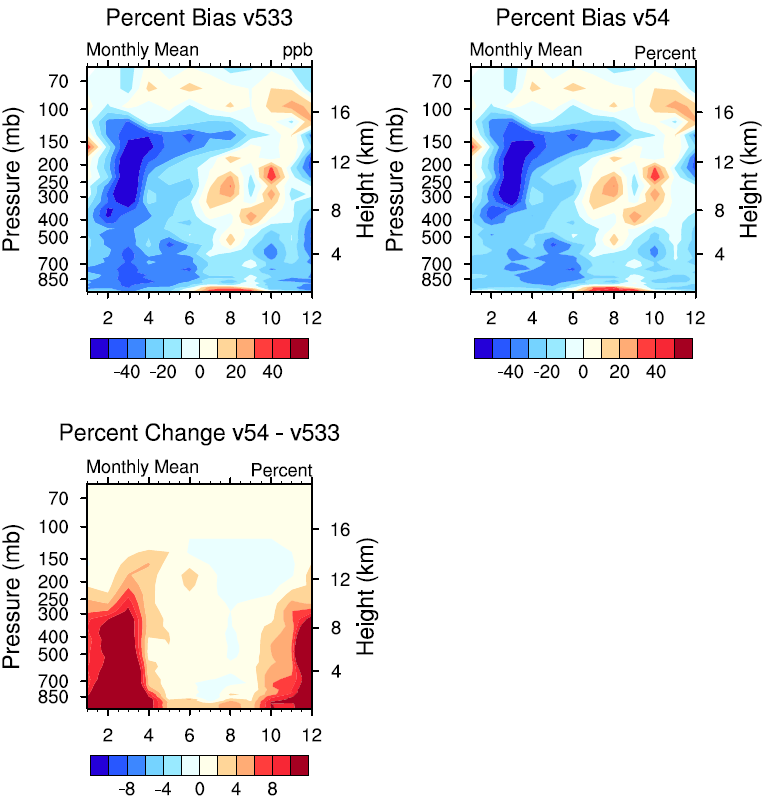 Percent Bias v533
Monthly Mean ppb
Pressure (mb)
70
100
150
200
250
300
400
500
700
850
16
12
8
4
Height (km)
2 4 6 8 10 12
-40 -20 0 20 40
Percent Bias v54
Monthly Mean Percent
Pressure (mb)
70
100
150
200
250
300
400
500
700
850
16
12
8
4
Height (km)
2 4 6 8 10 12
-40 -20 0 20 40
Percent Change v54 - v533
Monthly Mean Percent
Pressure (mb)
70
100
150
200
250
300
400
500
700
850
16
12
8
4
Height (km)
2 4 6 8 10 12
-8 -4 0 4 8